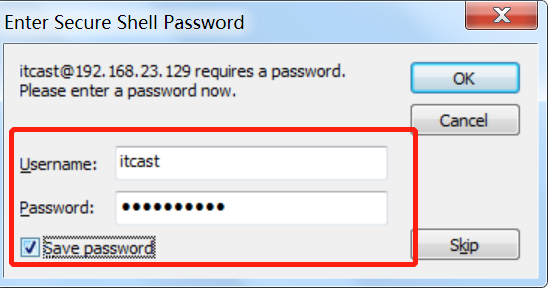 Enter Secure Shell Password
itcast@192.168.23.129 requires a password.
Please enter a password now.
OK
Cancel
Username: itcast
Password: ●●●●●●●●●●
Save password
Skip